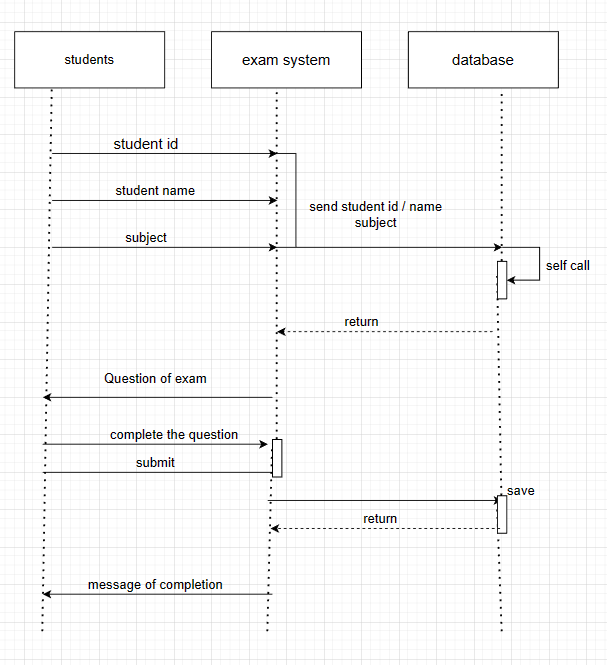 students
exam system
database
student id
student name
send student id / name
subject
subject
self call
return
Question of exam
complete the question
submit
save
return
message of completion